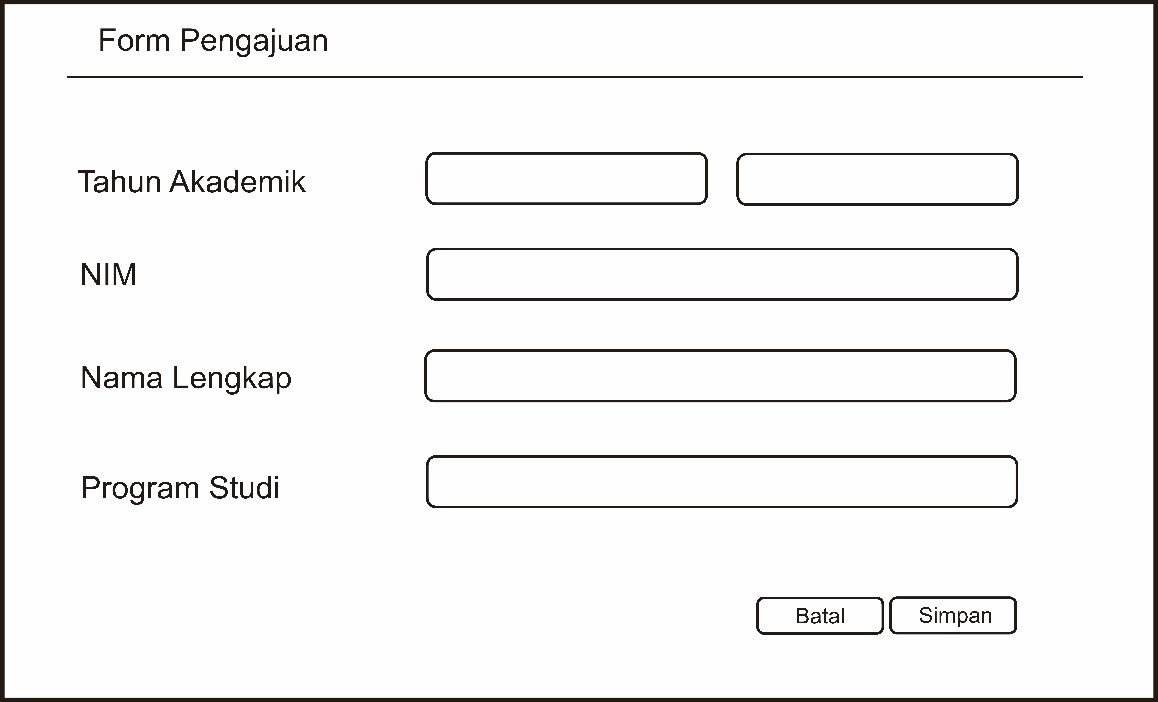 Form Pengajuan
Tahun Akademik
NIM
Nama Lengkap
Program Studi
Batal
Simpan